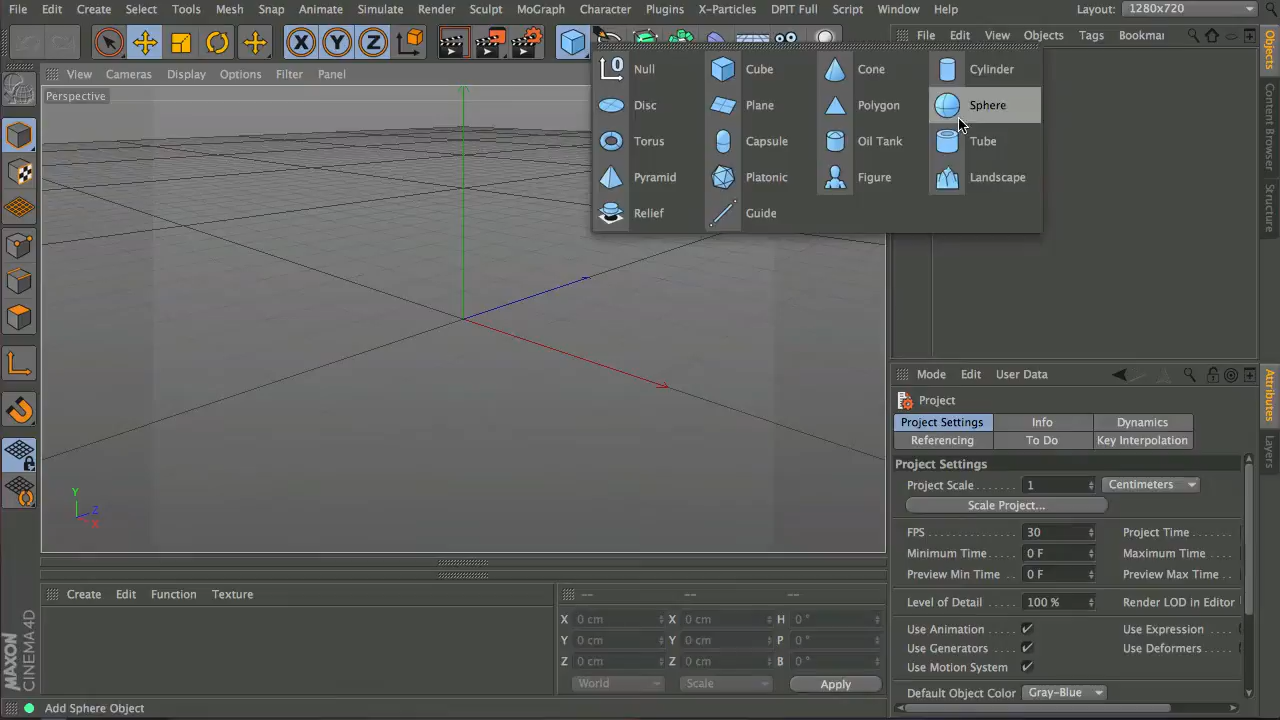 File Edit Create Select Tools Mesh Snap Animate Simulate Render Sculpt MoGraph Character Plugins X-Particles DPIT Full Script Window Help Layout: 1280x720
X Y Z
File Edit View Objects Tags Bookmar
View Cameras Display Options Filter Panel
Perspective
0 Null Cube Cone Cylinder
Disc Plane Polygon Sphere
Torus Capsule Oil Tank Tube
Pyramid Platonic Figure Landscape
Relief Guide
Objects
Content Browser
Structure
Mode Edit User Data
Project
Project Settings Info Dynamics
Referencing To Do Key Interpolation
Project Settings
Project Scale 1 Centimeters
Scale Project...
FPS 30 Project Time
Minimum Time 0 F Maximum Time
Preview Min Time 0 F Preview Max Time
Level of Detail 100 % Render LOD in Editor
Use Animation Use Expression
Use Generators Use Deformers
Use Motion System
Default Object Color Gray-Blue
Attributes
Layers
Y
Z
X
Create Edit Function Texture
-- -- --
X 0 cm X 0 cm H 0 °
Y 0 cm Y 0 cm P 0 °
Z 0 cm Z 0 cm B 0 °
World Scale Apply
MAXON
CINEMA 4D
Add Sphere Object